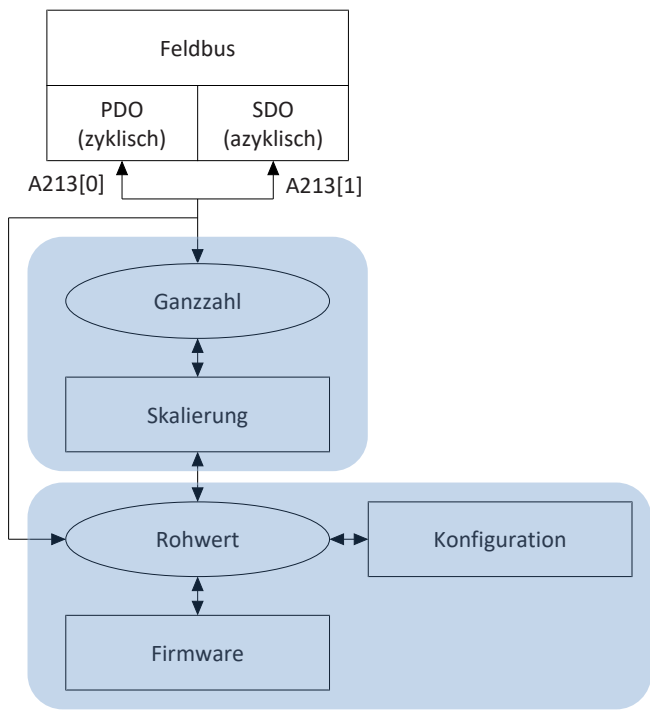 Feldbus
PDO
(zyklisch)
SDO
(azyklisch)
A213[0]
A213[1]
Ganzzahl
Skalierung
Rohwert
Konfiguration
Firmware